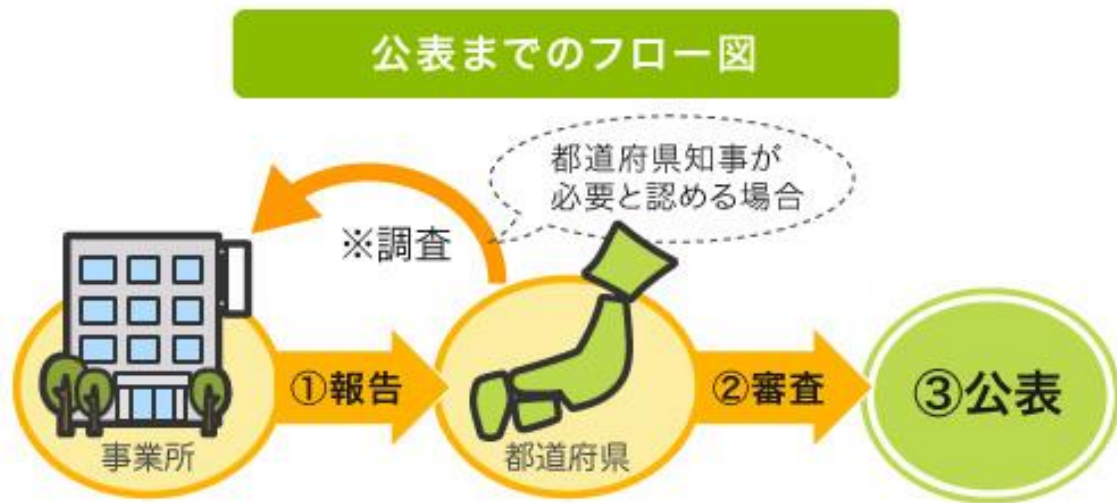 公表までのフロー図
都道府県知事が
必要と認める場合
※調査
①報告
②審査
③公表
事業所
都道府県